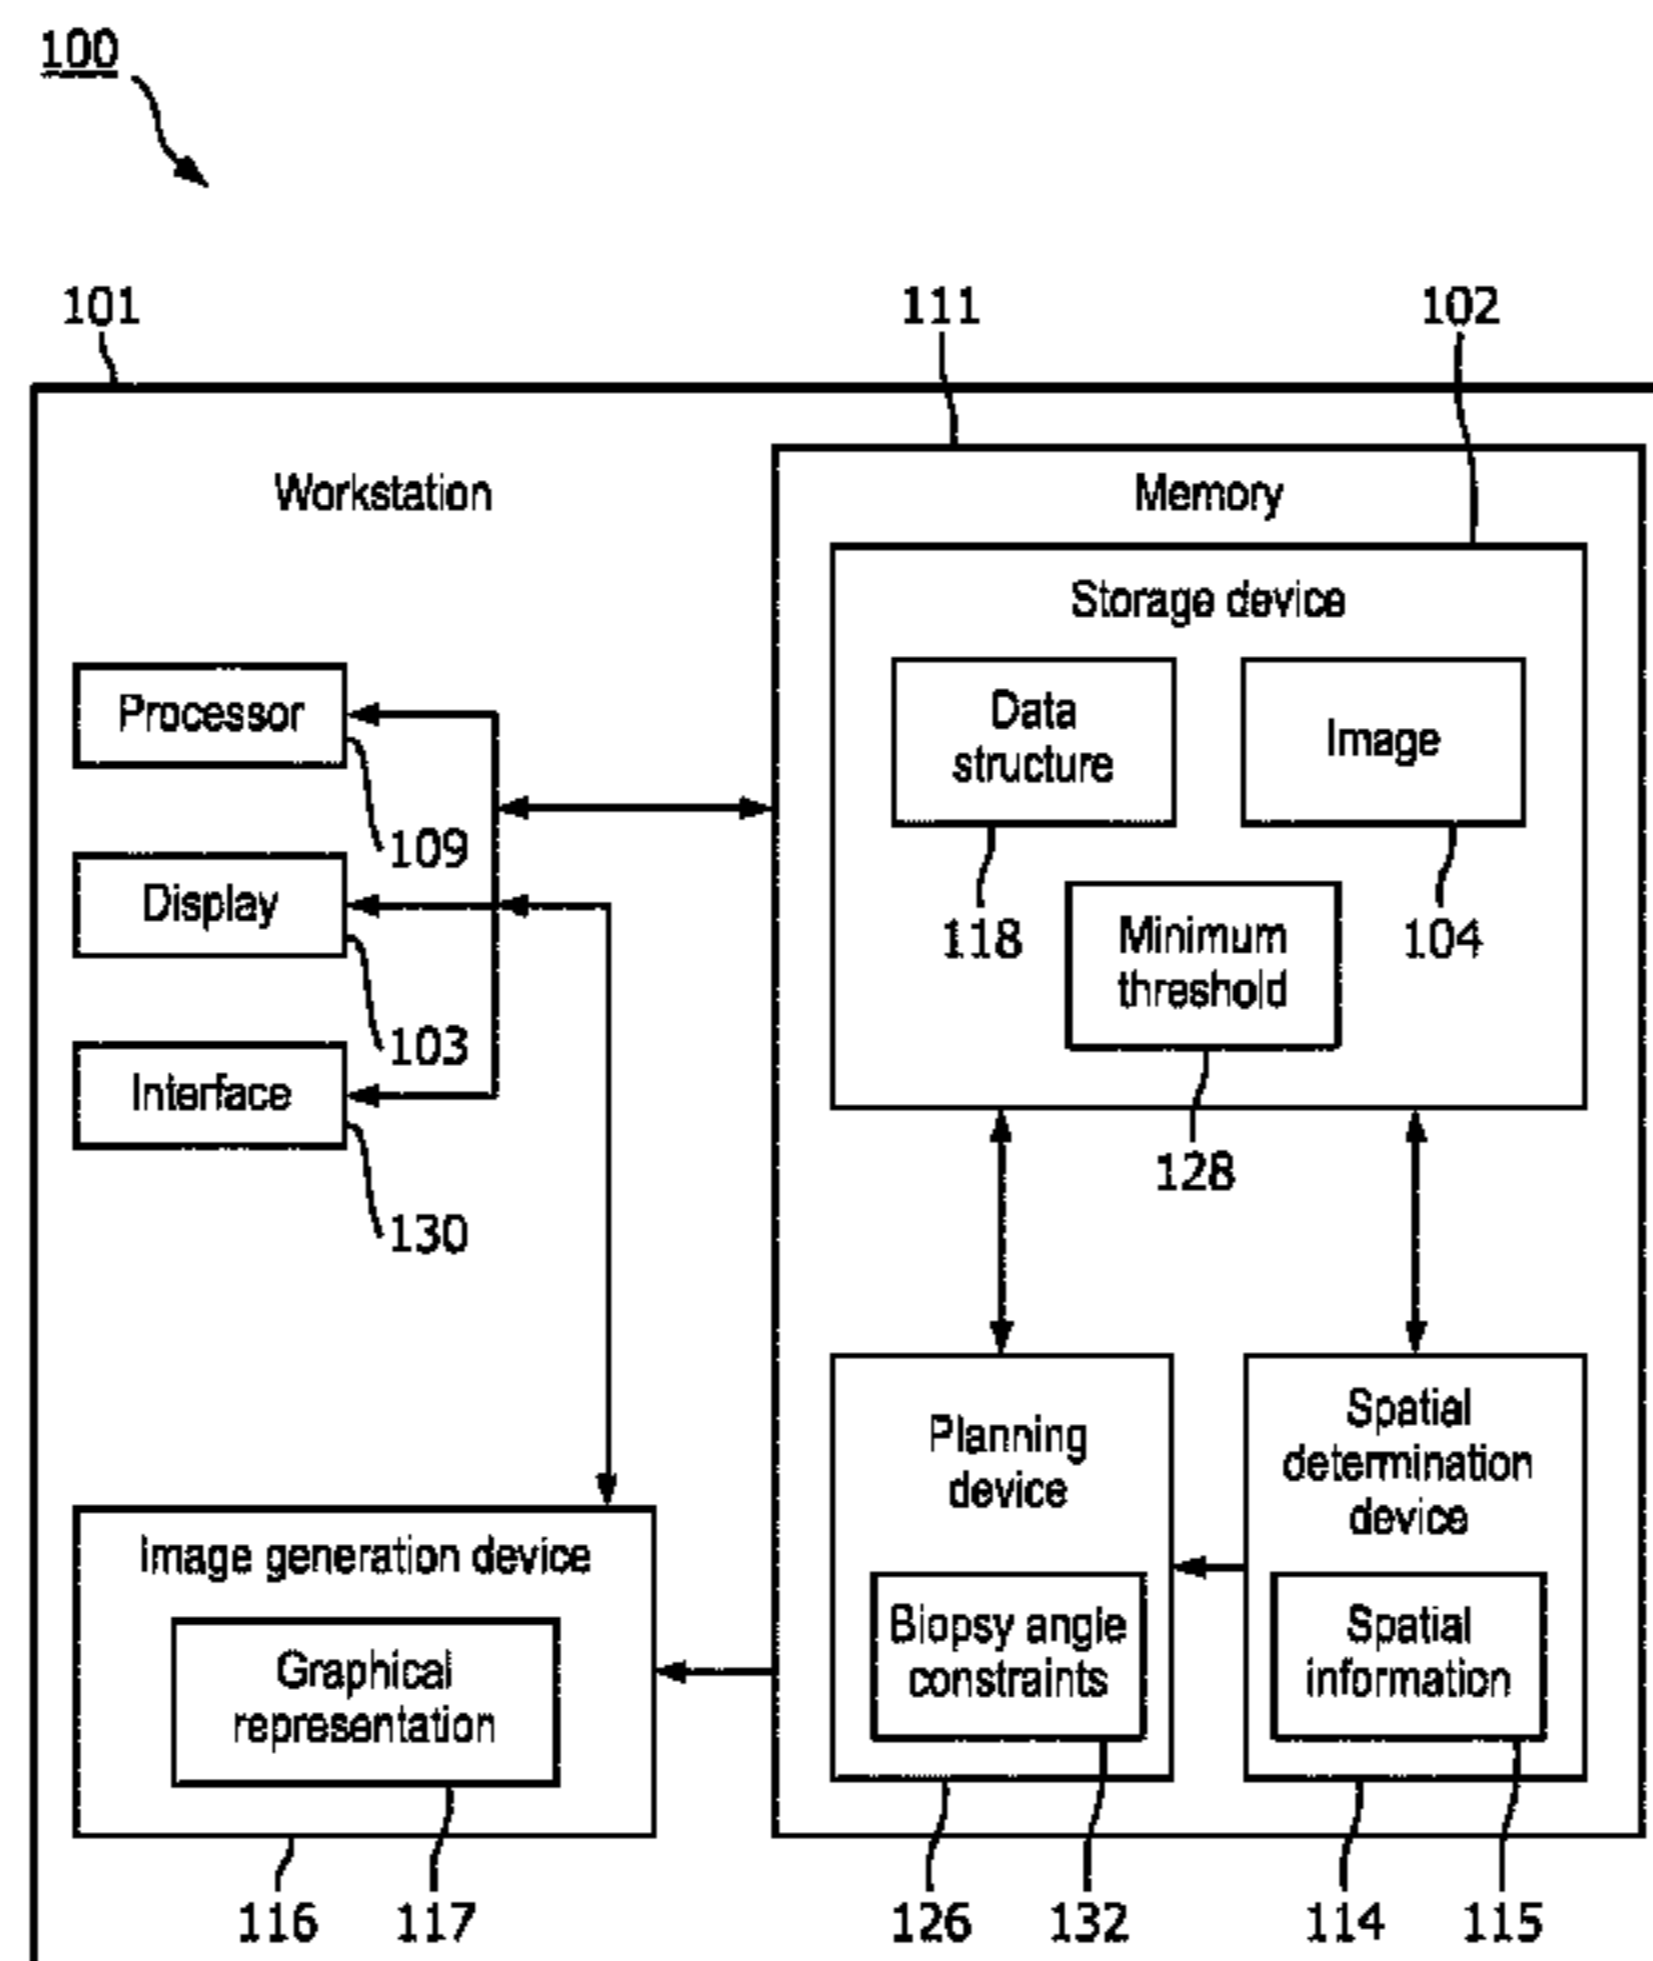 100
101
111
102
Workstation
Memory
Storage device
Processor
109
Display
103
Interface
130
Data
structure
118
Image
104
Minimum
threshold
128
Planning
device
Biopsy angle
constraints
Spatial
determination
device
Spatial
information
Image generation device
Graphical
representation
116
117
126
132
114
115